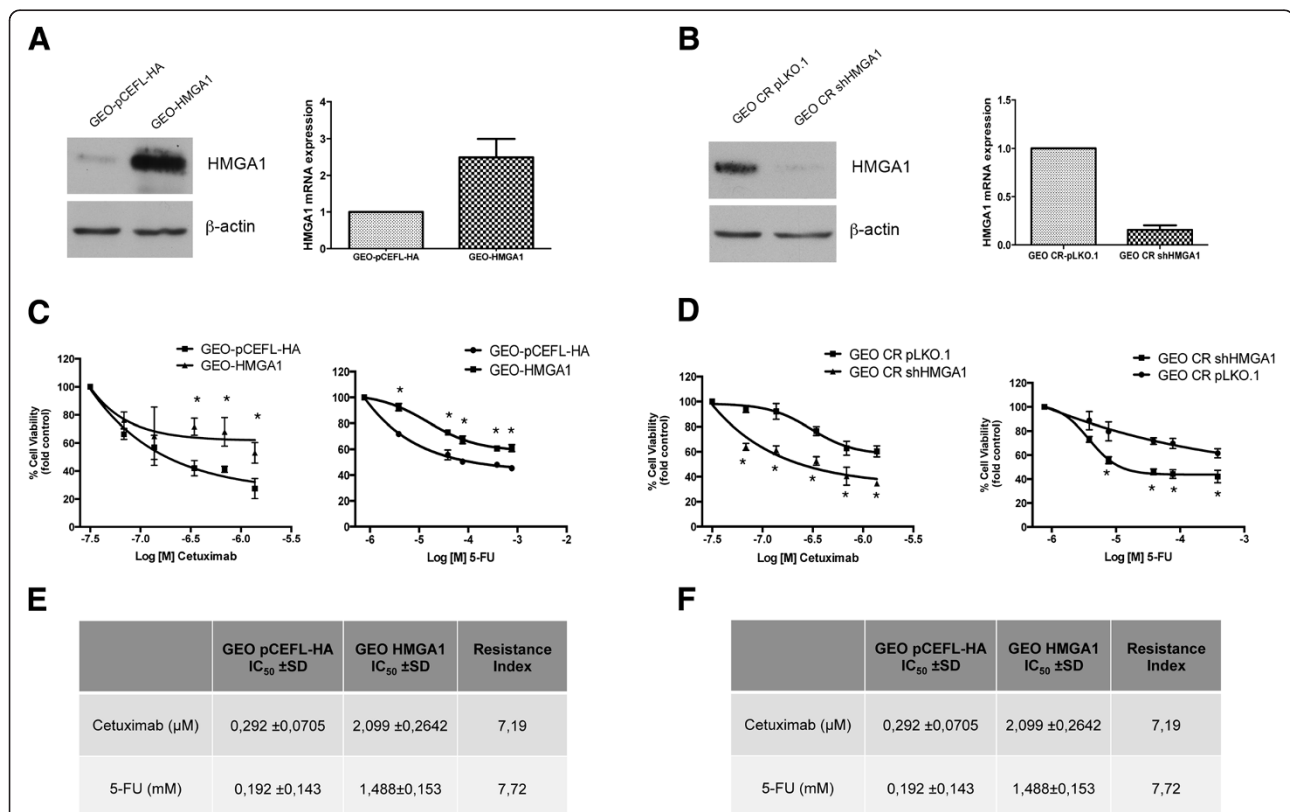 A
GEO-pCEFL-HA
GEO-HMGA1
HMGA1
β-actin
HMGA1 mRNA expression
4
3
2
1
0
GEO-pCEFL-HA
GEO-HMGA1
B
GEO CR pLKO.1
GEO CR shHMGA1
HMGA1
β-actin
HMGA1 mRNA expression
1.5
1.0
0.5
0.0
GEO CR-pLKO.1
GEO CR shHMGA1
C
GEO-pCEFL-HA
GEO-HMGA1
% Cell Viability
(fold control)
120
100
80
60
40
20
0
* * *
-7.5 -7.0 -6.5 -6.0 -5.5
Log [M] Cetuximab
GEO-pCEFL-HA
GEO-HMGA1
% Cell Viability
(fold control)
120
100
80
60
40
20
0
* * * * *
-6 -5 -4 -3 -2
Log [M] 5-FU
D
GEO CR pLKO.1
GEO CR shHMGA1
% Cell Viability
(fold control)
120
100
80
60
40
20
0
* * * * *
-7.5 -7.0 -6.5 -6.0 -5.5
Log [M] Cetuximab
GEO CR shHMGA1
GEO CR pLKO.1
% Cell Viability
(fold control)
120
100
80
60
40
20
0
* * * *
-6 -5 -4 -3
Log [M] 5-FU
E
GEO pCEFL-HA IC50 ±SD
GEO HMGA1 IC50 ±SD
Resistance Index
Cetuximab (µM) 0,292 ±0,0705 2,099 ±0,2642 7,19
5-FU (mM) 0,192 ±0,143 1,488±0,153 7,72
F
GEO pCEFL-HA IC50 ±SD
GEO HMGA1 IC50 ±SD
Resistance Index
Cetuximab (µM) 0,292 ±0,0705 2,099 ±0,2642 7,19
5-FU (mM) 0,192 ±0,143 1,488±0,153 7,72